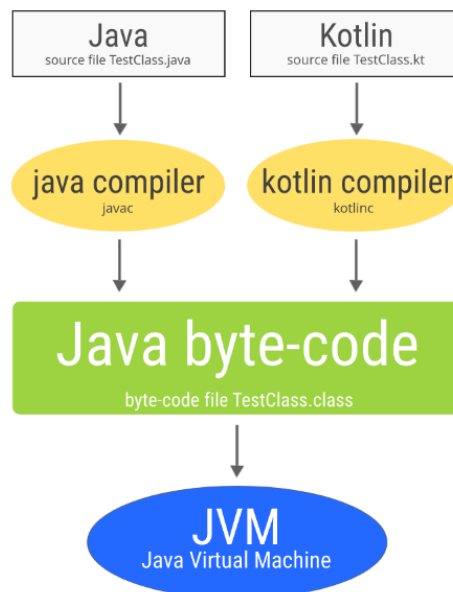 Java
source file TestClass.java
Kotlin
source file TestClass.kt
java compiler
javac
kotlin compiler
kotlinc
Java byte-code
byte-code file TestClass.class
JVM
Java Virtual Machine